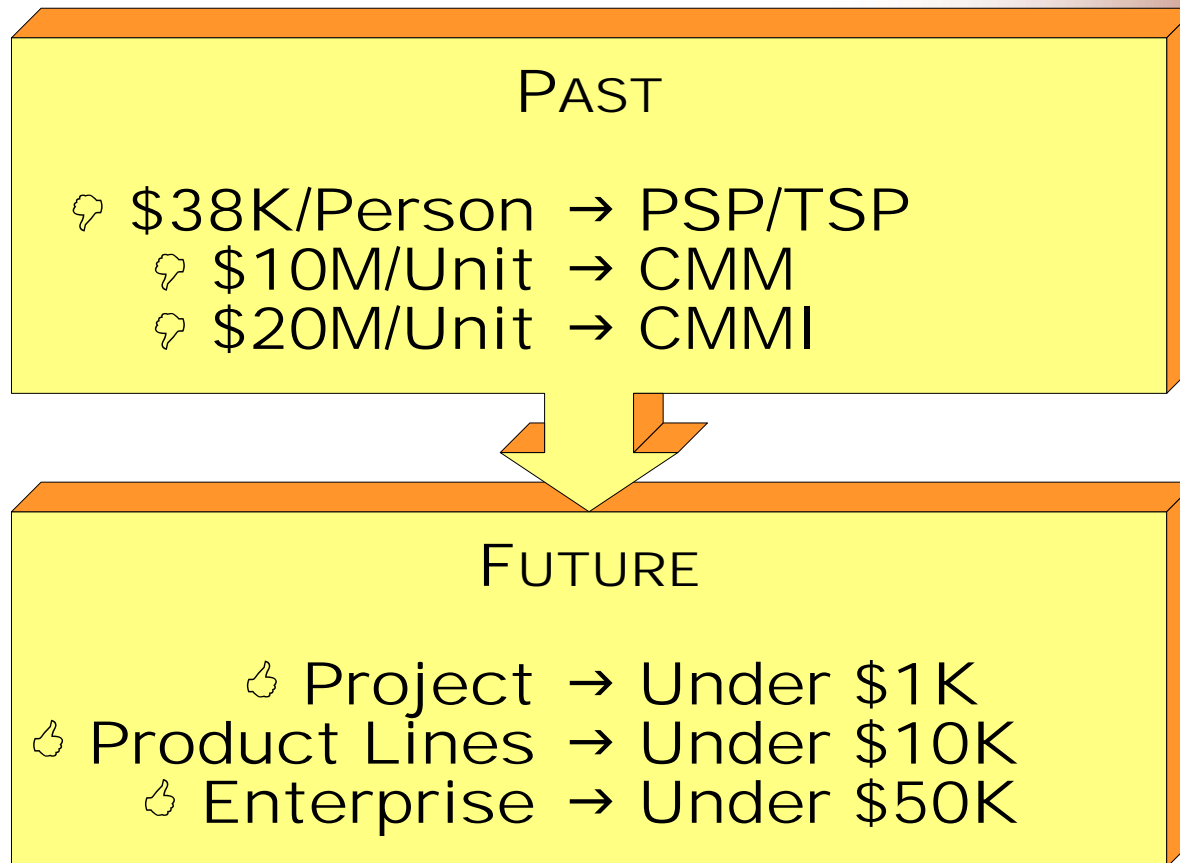 PAST
👎 $38K/Person → PSP/TSP
👎 $10M/Unit → CMM
👎 $20M/Unit → CMMI
FUTURE
👍 Project → Under $1K
👍 Product Lines → Under $10K
👍 Enterprise → Under $50K